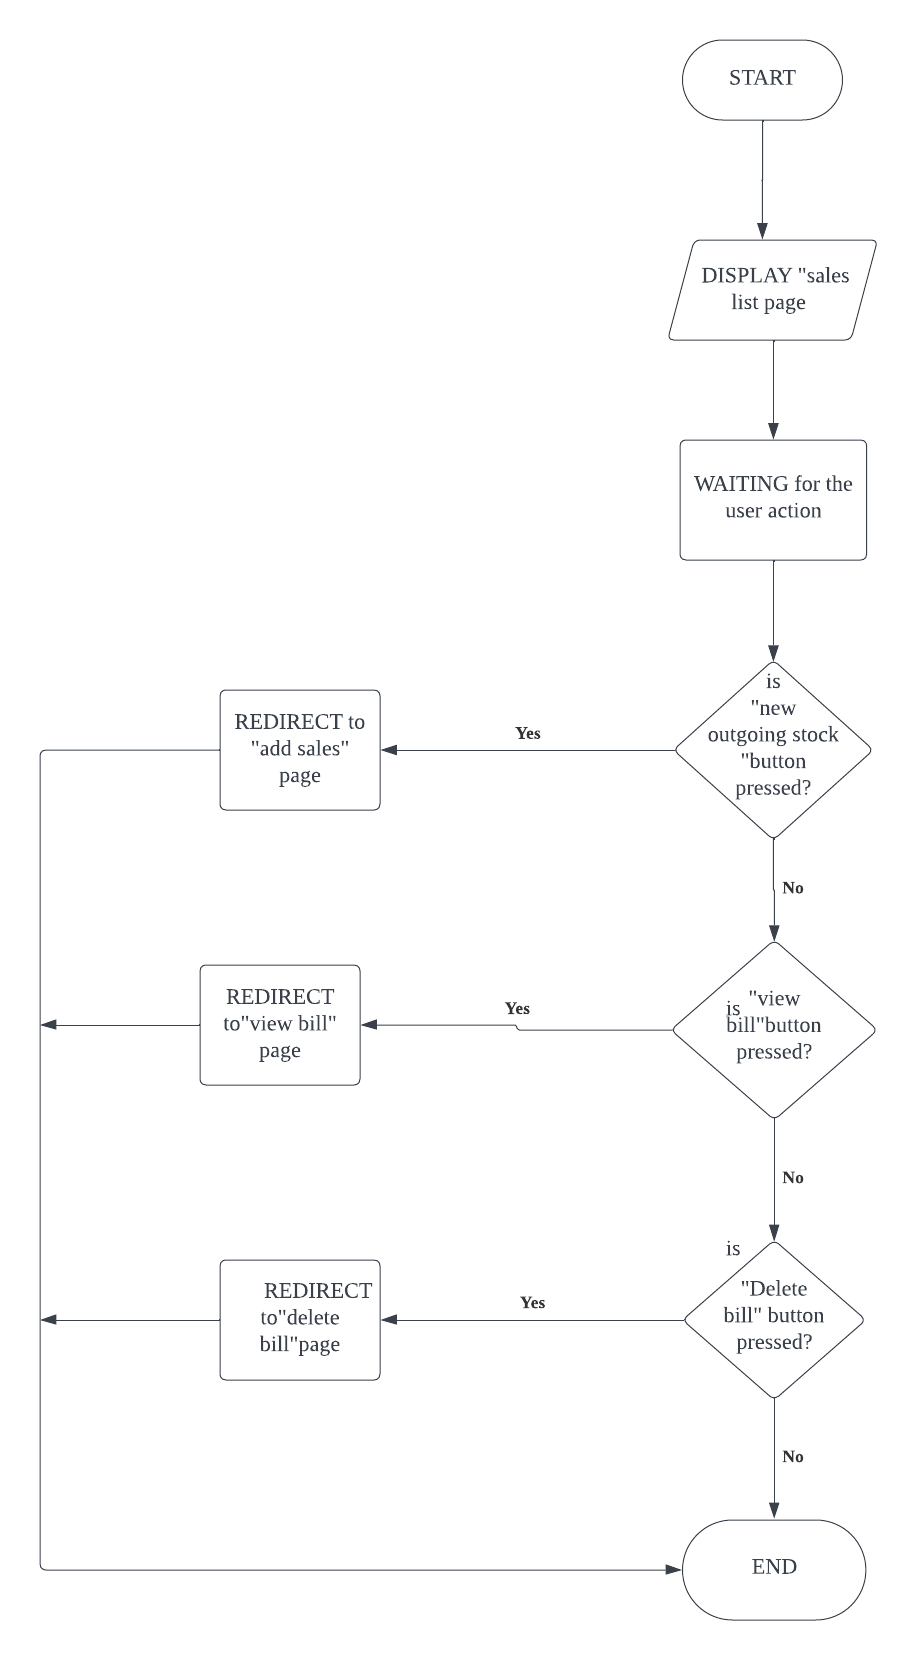 START
DISPLAY "sales
list page
WAITING for the
user action
is
"new
outgoing stock
"button
pressed?
Yes
REDIRECT to
"add sales"
page
No
is
"view
bill"button
pressed?
Yes
REDIRECT
to"view bill"
page
No
is
"Delete
bill" button
pressed?
Yes
REDIRECT
to"delete
bill"page
No
END